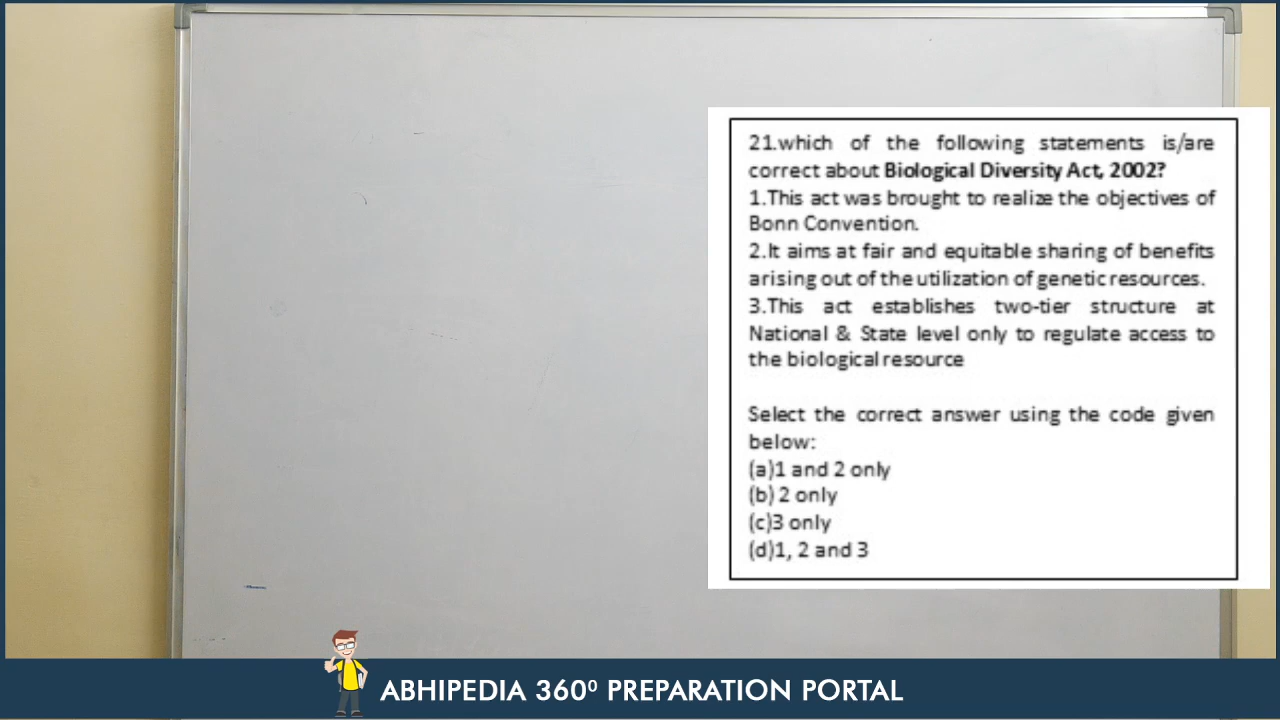 21.which of the following statements is/are
correct about Biological Diversity Act, 2002?
1.This act was brought to realize the objectives of
Bonn Convention.
2.It aims at fair and equitable sharing of benefits
arising out of the utilization of genetic resources.
3.This act establishes two-tier structure at
National & State level only to regulate access to
the biological resource
Select the correct answer using the code given
below:
(a)1 and 2 only
(b) 2 only
(c)3 only
(d)1, 2 and 3
ABHIPEDIA 360⁰ PREPARATION PORTAL